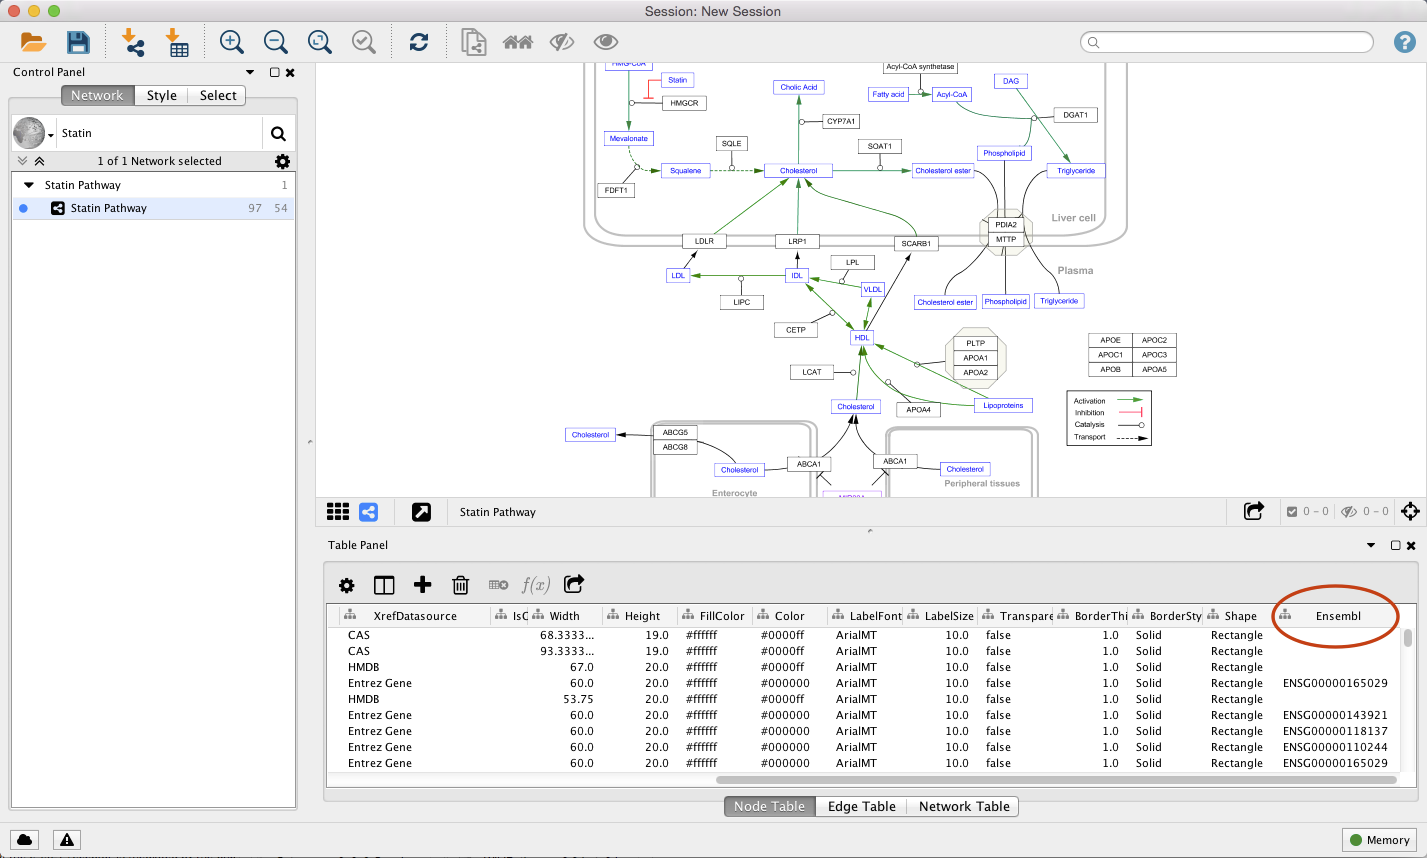 Session: New Session
Control Panel
Network Style Select
Statin
1 of 1 Network selected
Statin Pathway 1
Statin Pathway 97 54
HMG-CoA
Statin
HMGCR
Mevalonate
FDFT1
Squalene
SQLE
Cholesterol
Cholic Acid
CYP7A1
SOAT1
Cholesterol ester
Acyl-CoA synthetase
Fatty acid
Acyl-CoA
DAG
DGAT1
Phospholipid
Triglyceride
Liver cell
PDIA2
MTTP
LDLR
LRP1
SCARB1
Plasma
LDL
IDL
LPL
VLDL
LIPC
CETP
HDL
Cholesterol ester
Phospholipid
Triglyceride
PLTP
APOA1
APOA2
APOE APOC2
APOC1 APOC3
APOB APOA5
LCAT
APOA4
Cholesterol
Lipoproteins
Activation
Inhibition
Catalysis
Transport
Cholesterol
ABCG5
ABCG8
Cholesterol
ABCA1
ABCA1
Cholesterol
Enterocyte
Peripheral tissues
Statin Pathway
0 - 0 0 - 0
Table Panel
f(x)
XrefDatasource IsG Width Height FillColor Color LabelFont LabelSize Transpare BorderThi BorderSty Shape Ensembl
CAS 68.3333... 19.0 #ffffff #0000ff ArialMT 10.0 false 1.0 Solid Rectangle
CAS 93.3333... 19.0 #ffffff #0000ff ArialMT 10.0 false 1.0 Solid Rectangle
HMDB 67.0 20.0 #ffffff #0000ff ArialMT 10.0 false 1.0 Solid Rectangle
Entrez Gene 60.0 20.0 #ffffff #000000 ArialMT 10.0 false 1.0 Solid Rectangle ENSG00000165029
HMDB 53.75 20.0 #ffffff #0000ff ArialMT 10.0 false 1.0 Solid Rectangle
Entrez Gene 60.0 20.0 #ffffff #000000 ArialMT 10.0 false 1.0 Solid Rectangle ENSG00000143921
Entrez Gene 60.0 20.0 #ffffff #000000 ArialMT 10.0 false 1.0 Solid Rectangle ENSG00000118137
Entrez Gene 60.0 20.0 #ffffff #000000 ArialMT 10.0 false 1.0 Solid Rectangle ENSG00000110244
Entrez Gene 60.0 20.0 #ffffff #000000 ArialMT 10.0 false 1.0 Solid Rectangle ENSG00000165029
Node Table Edge Table Network Table
Memory